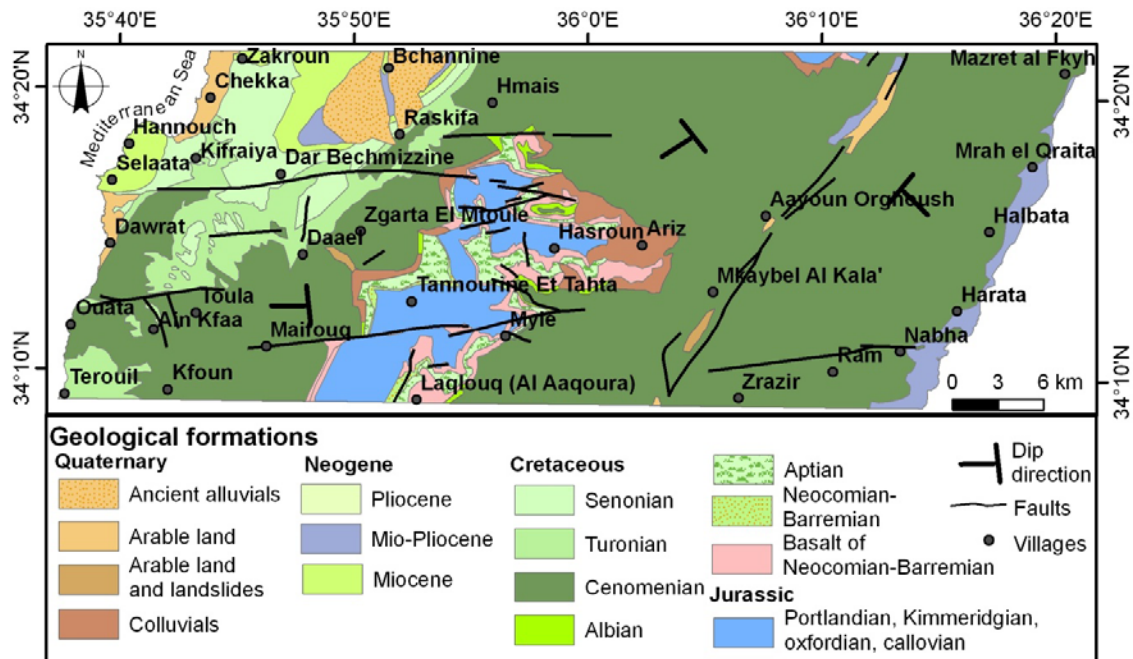 35°40'E 35°50'E 36°0'E 36°10'E 36°20'E
34°20'N
34°10'N
34°20'N
34°10'N
N
Mediterranean Sea
Zakroun
Bchannine
Mazret al Fkyh
Chekka
Hmais
Hannouch
Raskifa
Kifraiya
Dar Bechmizzine
Mrah el Qraita
Selaata
Aayoun Orghoush
Zgarta El Mtoule
Halbata
Dawrat
Daael
Hasroun
Ariz
Mkaybel Al Kala'
Tannourine Et Tahta
Toula
Harata
Ouata
Ain Kfaa
Mairouq
Myle
Nabha
Ram
Terouil
Kfoun
Laqlouq (Al Aaqoura)
Zrazir
0 3 6 km
Geological formations
Quaternary
Ancient alluvials
Arable land
Arable land
and landslides
Colluvials
Neogene
Pliocene
Mio-Pliocene
Miocene
Cretaceous
Senonian
Turonian
Cenomenian
Albian
Aptian
Neocomian-
Barremian
Basalt of
Neocomian-Barremian
Jurassic
Portlandian, Kimmeridgian,
oxfordian, callovian
Dip
direction
Faults
Villages